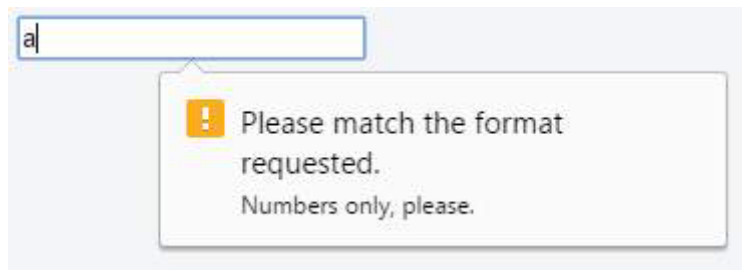 a
Please match the format
requested.
Numbers only, please.